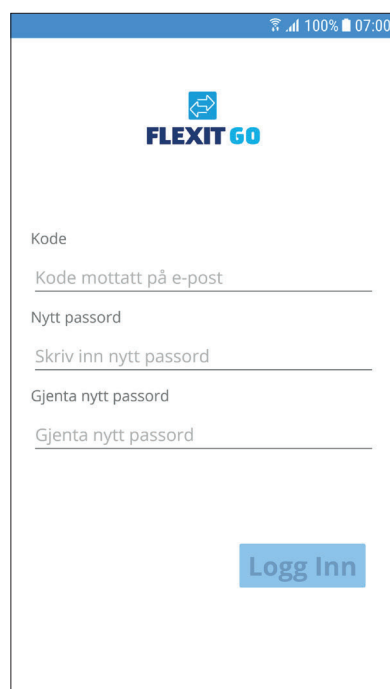 100% 07:00
FLEXIT GO
Kode
Kode mottatt på e-post
Nytt passord
Skriv inn nytt passord
Gjenta nytt passord
Gjenta nytt passord
Logg Inn